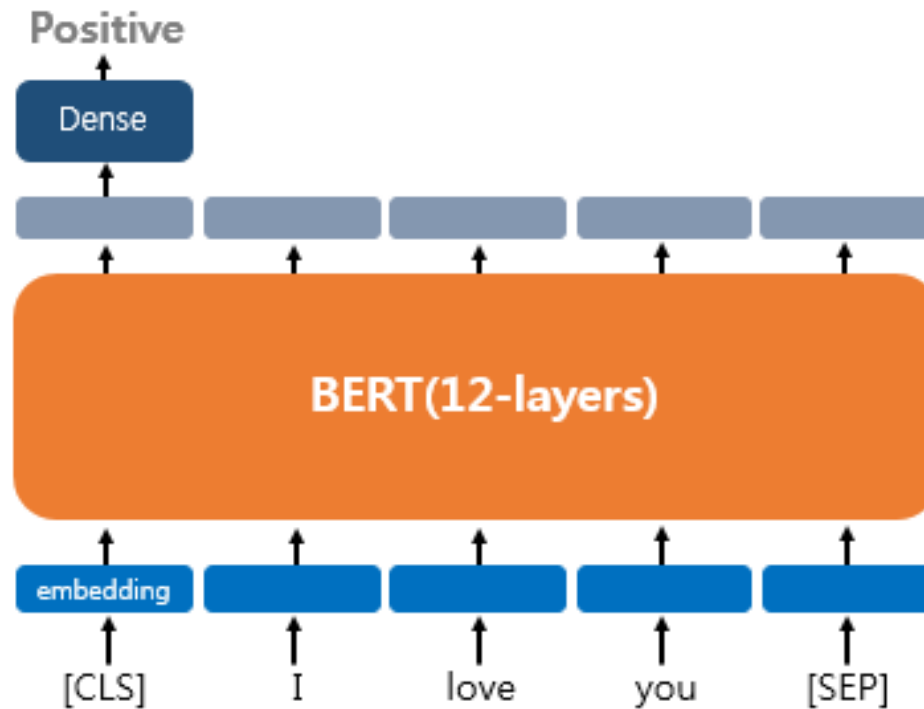 Positive
Dense
BERT(12-layers)
embedding
[CLS] I love you [SEP]